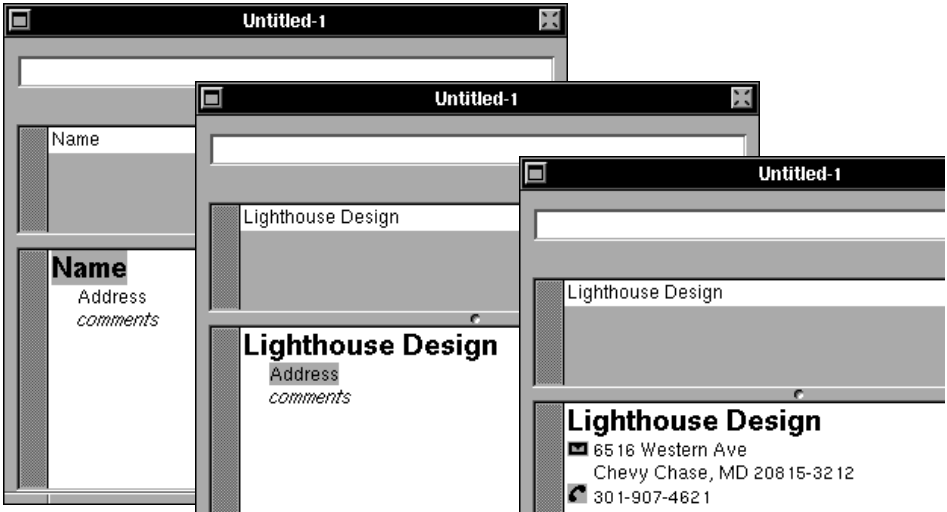 Untitled-1
Name
Name
Address
comments
Untitled-1
Lighthouse Design
Lighthouse Design
Address
comments
Untitled-1
Lighthouse Design
Lighthouse Design
6516 Western Ave
Chevy Chase, MD 20815-3212
301-907-4621